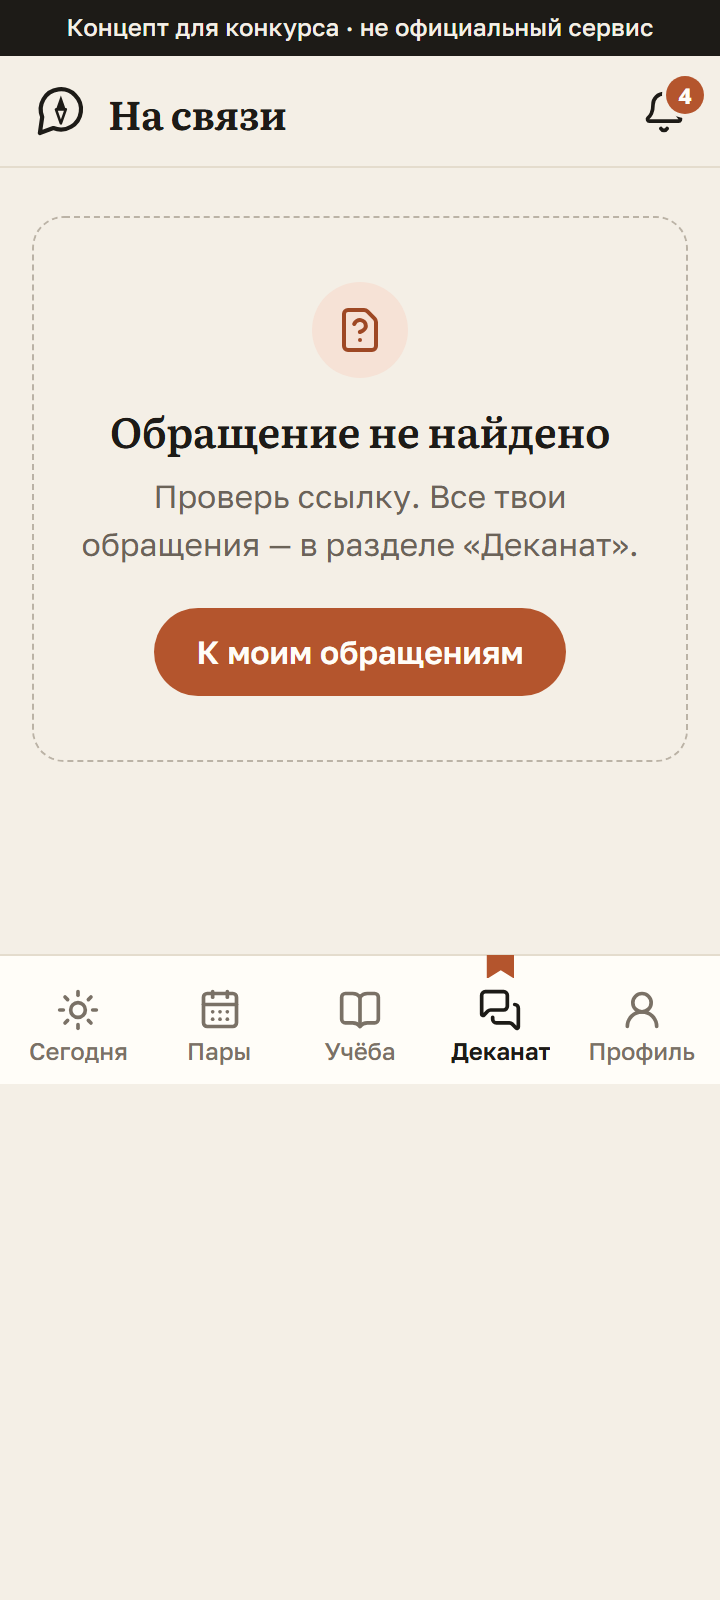 Концепт для конкурса · не официальный сервис
На связи
4
Обращение не найдено
Проверь ссылку. Все твои
обращения — в разделе «Деканат».
К моим обращениям
Сегодня
Пары
Учёба
Деканат
Профиль